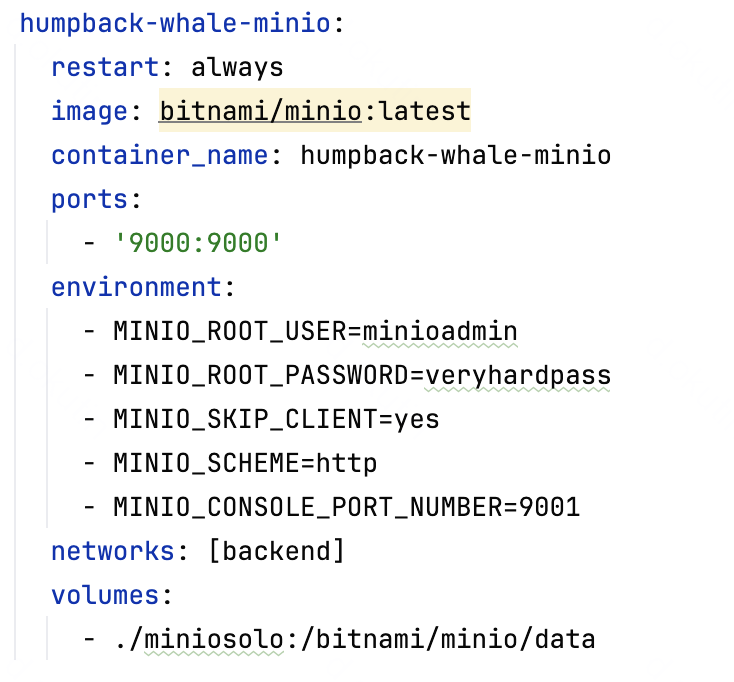 humpback-whale-minio:
  restart: always
  image: bitnami/minio:latest
  container_name: humpback-whale-minio
  ports:
    - '9000:9000'
  environment:
    - MINIO_ROOT_USER=minioadmin
    - MINIO_ROOT_PASSWORD=veryhardpass
    - MINIO_SKIP_CLIENT=yes
    - MINIO_SCHEME=http
    - MINIO_CONSOLE_PORT_NUMBER=9001
  networks: [backend]
  volumes:
    - ./miniosolo:/bitnami/minio/data